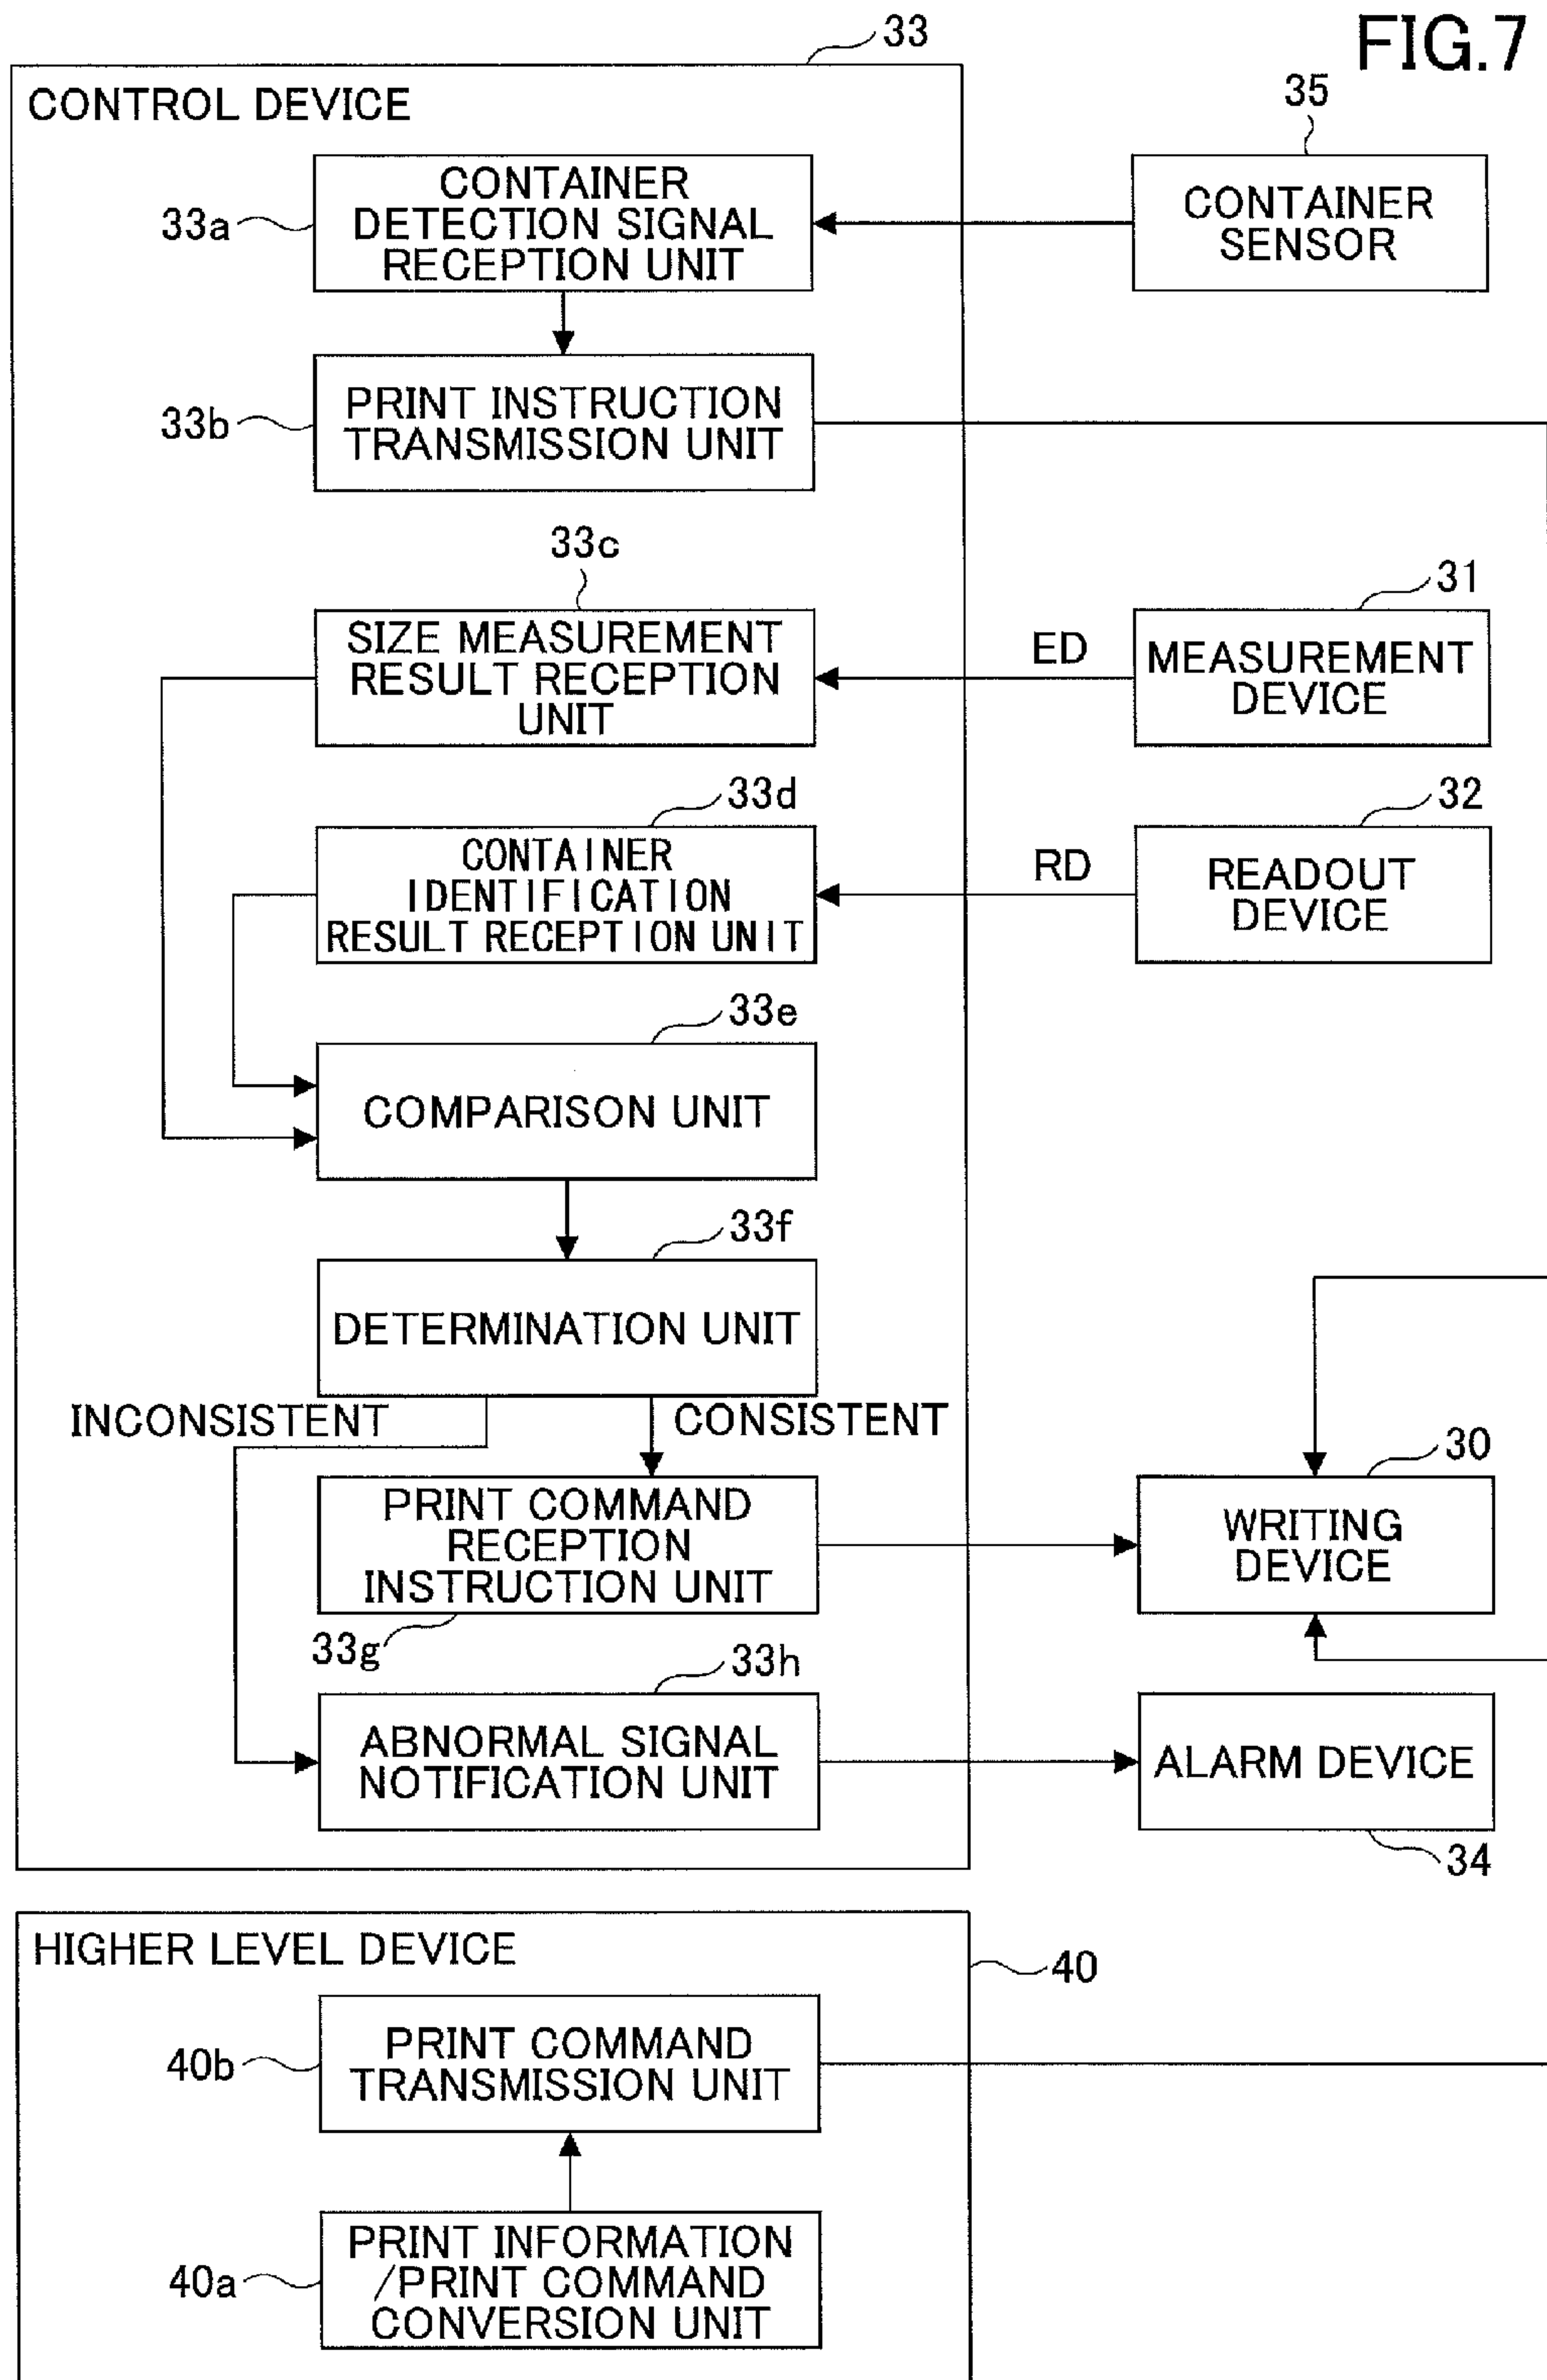 FIG.7
33
CONTROL DEVICE
35
CONTAINER
DETECTION SIGNAL
RECEPTION UNIT
33a
CONTAINER
SENSOR
33b
PRINT INSTRUCTION
TRANSMISSION UNIT
33c
31
SIZE MEASUREMENT
RESULT RECEPTION
UNIT
ED
MEASUREMENT
DEVICE
33d
32
CONTAINER
IDENTIFICATION
RESULT RECEPTION UNIT
RD
READOUT
DEVICE
33e
COMPARISON UNIT
33f
DETERMINATION UNIT
INCONSISTENT
CONSISTENT
30
PRINT COMMAND
RECEPTION
INSTRUCTION UNIT
WRITING
DEVICE
33g
33h
ABNORMAL SIGNAL
NOTIFICATION UNIT
ALARM DEVICE
34
HIGHER LEVEL DEVICE
40
40b
PRINT COMMAND
TRANSMISSION UNIT
40a
PRINT INFORMATION
/PRINT COMMAND
CONVERSION UNIT